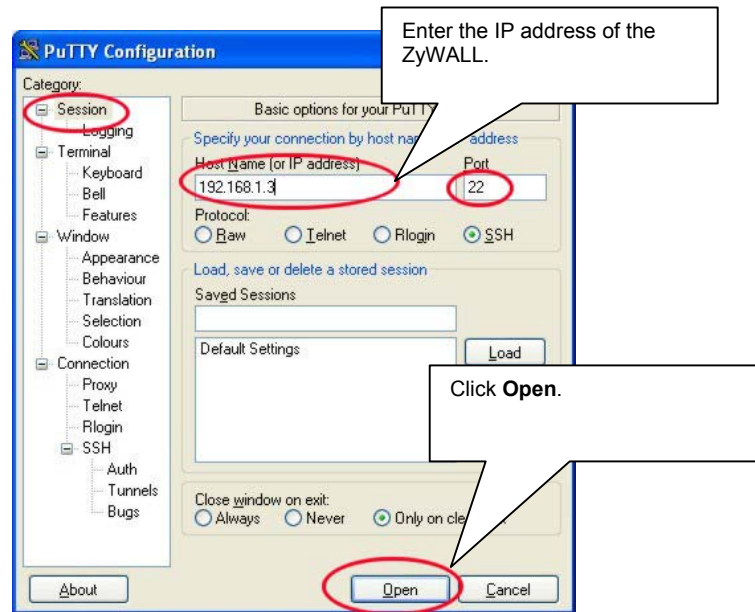 Enter the IP address of the
ZyWALL.
PuTTY Configuration
Category:
Session
Logging
Terminal
Keyboard
Bell
Features
Window
Appearance
Behaviour
Translation
Selection
Colours
Connection
Proxy
Telnet
Rlogin
SSH
Auth
Tunnels
Bugs
Basic options for your PuTTY
Specify your connection by host address
Host Name (or IP address)
Port
192.168.1.3
22
Protocol:
Raw
Telnet
Rlogin
SSH
Load, save or delete a stored session
Saved Sessions
Default Settings
Load
Click Open.
Close window on exit:
Always
Never
Only on
About
Open
Cancel